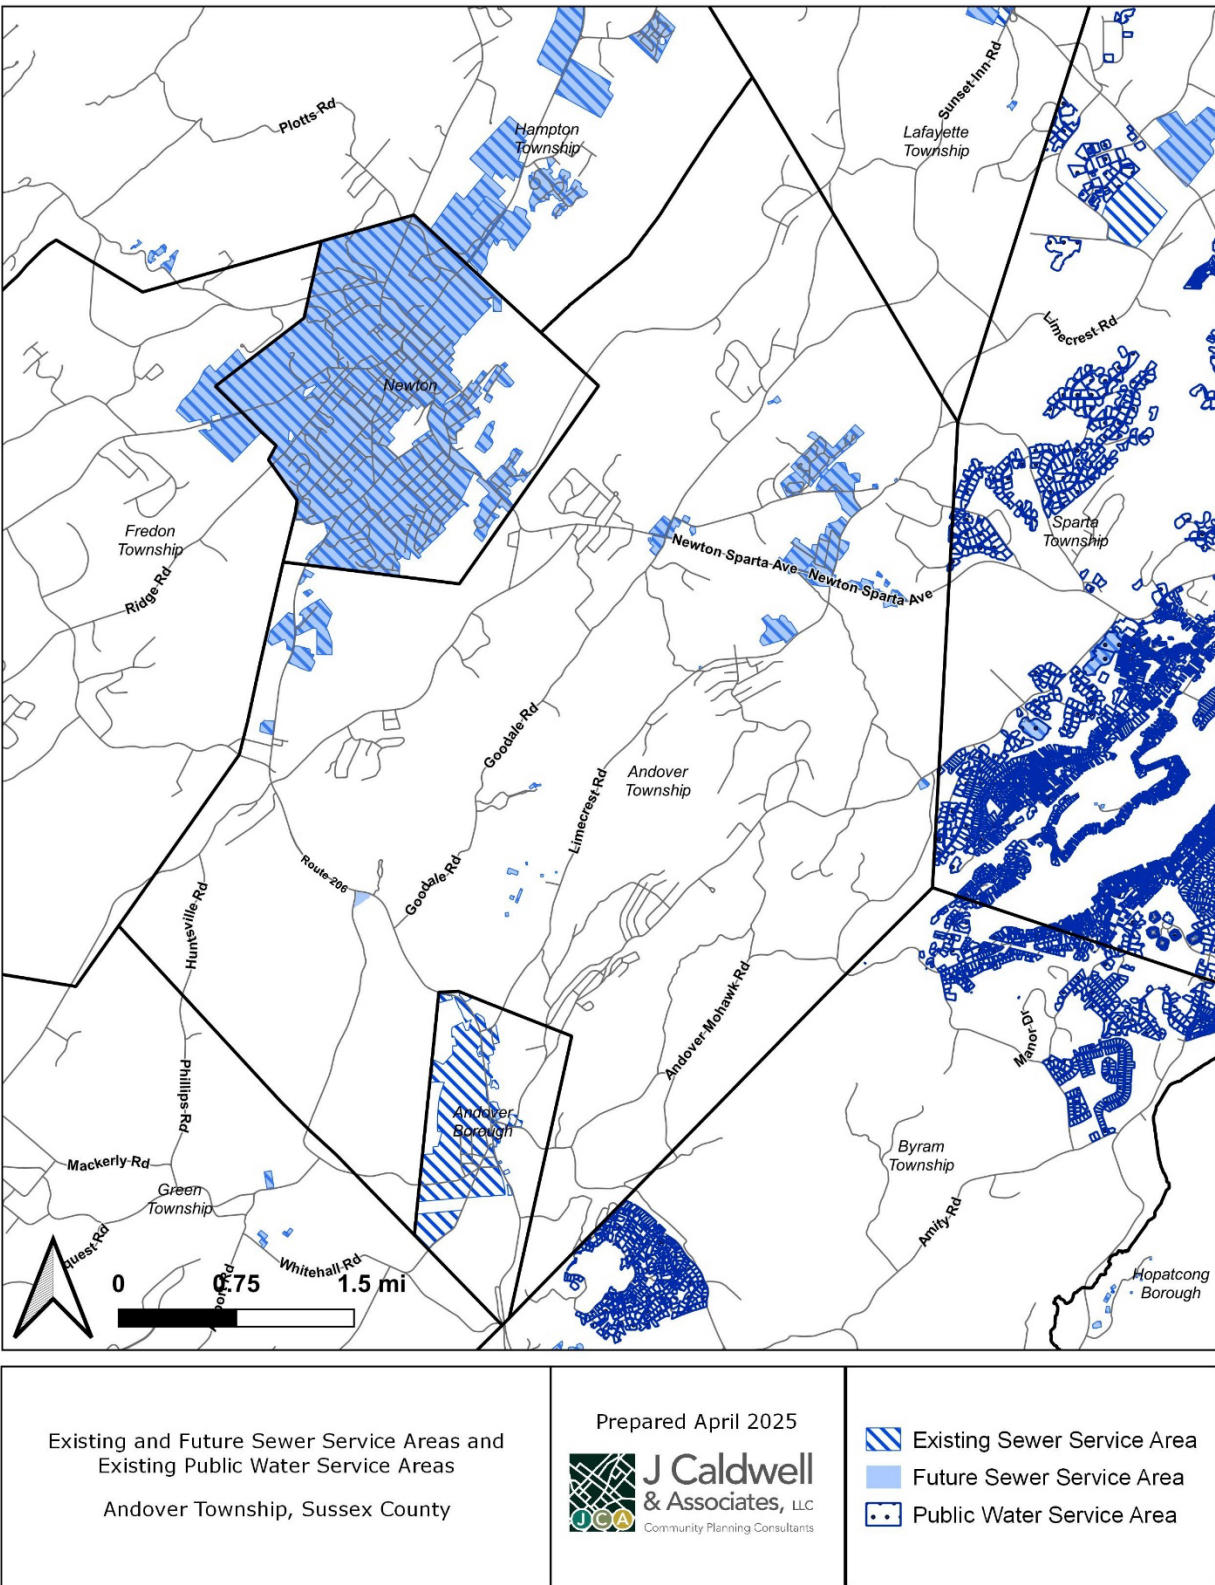 Plotts Rd
Hampton
Township
Sunset Inn Rd
Lafayette
Township
Limecrest Rd
Newton
Fredon
Township
Ridge Rd
Newton Sparta Ave
Newton Sparta Ave
Sparta
Township
Goodale Rd
Limecrest Rd
Andover
Township
Route 206
Goodale Rd
Huntsville Rd
Andover Mohawk Rd
Manor Dr
Phillips Rd
Andover
Borough
Byram
Township
Mackerly Rd
Green
Township
Amity Rd
Whitehall Rd
Hopatcong
Borough
0 0.75 1.5 mi
Existing and Future Sewer Service Areas and
Existing Public Water Service Areas
Andover Township, Sussex County
Prepared April 2025
J Caldwell
& Associates, LLC
JCA
Community Planning Consultants
Existing Sewer Service Area
Future Sewer Service Area
Public Water Service Area